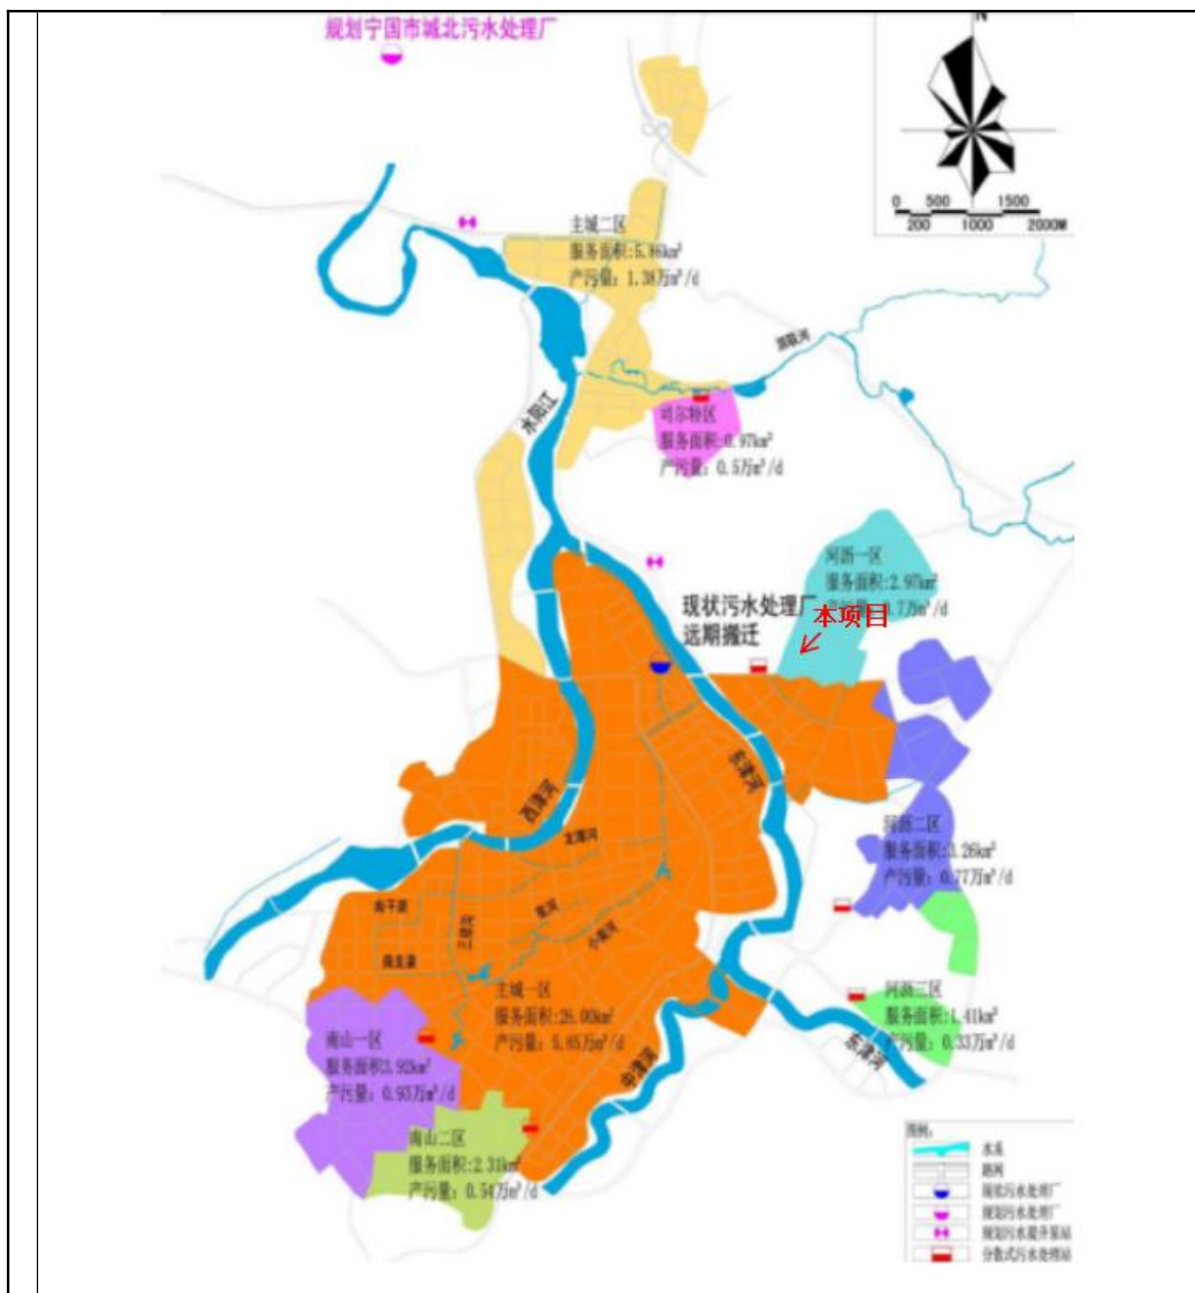 规划宁国市城北污水处理厂
N
0 500 1500
200 1000 2000M
主城二区
服务面积:5.86km²
产污量:1.38万m³/d
水阳江
司尔特区
服务面积:0.97km²
产污量:0.5万m³/d
河沥一区
服务面积:2.97km²
现状污水处理厂
远期搬迁
本项目
东津河
西津河
河沥二区
服务面积:3.26km²
产污量:0.77万m³/d
主城一区
服务面积:26.00km²
产污量:5.85万m³/d
河沥三区
服务面积:1.41km²
产污量:0.33万m³/d
东津河
中津河
南山一区
服务面积3.92km²
产污量:0.93万m³/d
南山二区
服务面积:2.31km²
产污量:0.54万m³/d
图例:
水系
路网
现状污水处理厂
规划污水处理厂
规划污水提升泵站
分散式污水处理站